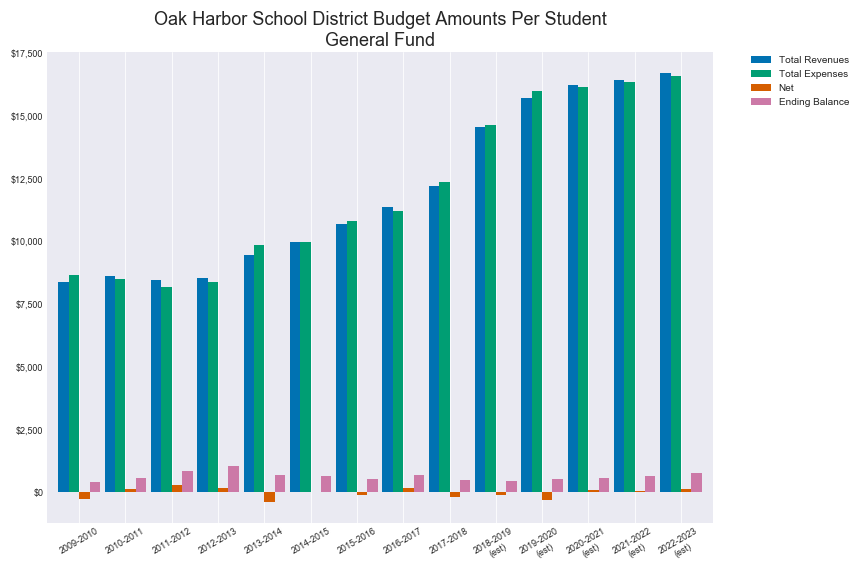 Oak Harbor School District Budget Amounts Per Student
General Fund
Total Revenues
Total Expenses
Net
Ending Balance
$17,500
$15,000
$12,500
$10,000
$7,500
$5,000
$2,500
$0
2009-2010
2010-2011
2011-2012
2012-2013
2013-2014
2014-2015
2015-2016
2016-2017
2017-2018
2018-2019
(est)
2019-2020
(est)
2020-2021
(est)
2021-2022
(est)
2022-2023
(est)